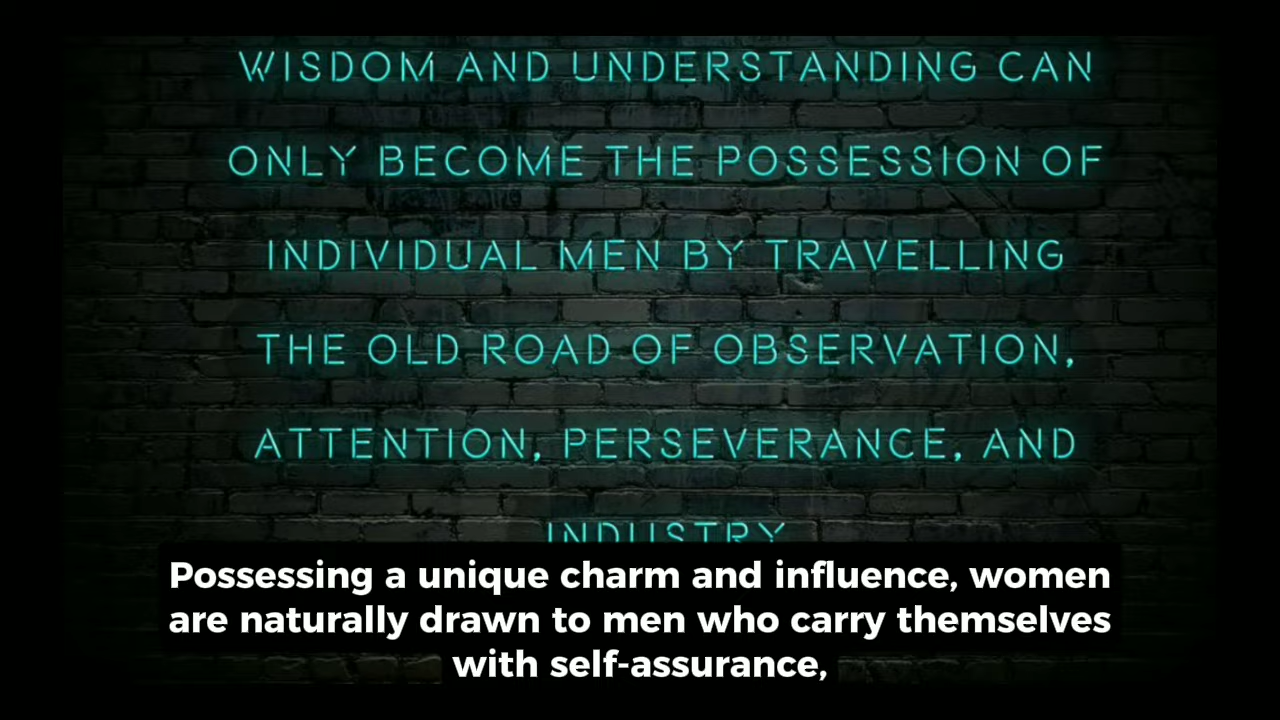 WISDOM AND UNDERSTANDING CAN
ONLY BECOME THE POSSESSION OF
INDIVIDUAL MEN BY TRAVELLING
THE OLD ROAD OF OBSERVATION,
ATTENTION, PERSEVERANCE, AND
INDUSTRY
Possessing a unique charm and influence, women
are naturally drawn to men who carry themselves
with self-assurance,